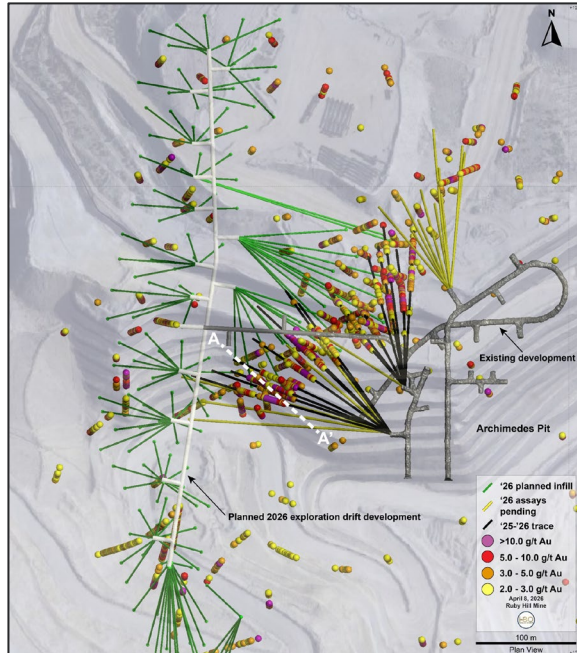 N
A
A'
Existing development
Archimedes Pit
Planned 2026 exploration drift development
'26 planned infill
'26 assays
pending
'25-'26 trace
>10.0 g/t Au
5.0 - 10.0 g/t Au
3.0 - 5.0 g/t Au
2.0 - 3.0 g/t Au
April 8, 2026
Ruby Hill Mine
100 m
Plan View